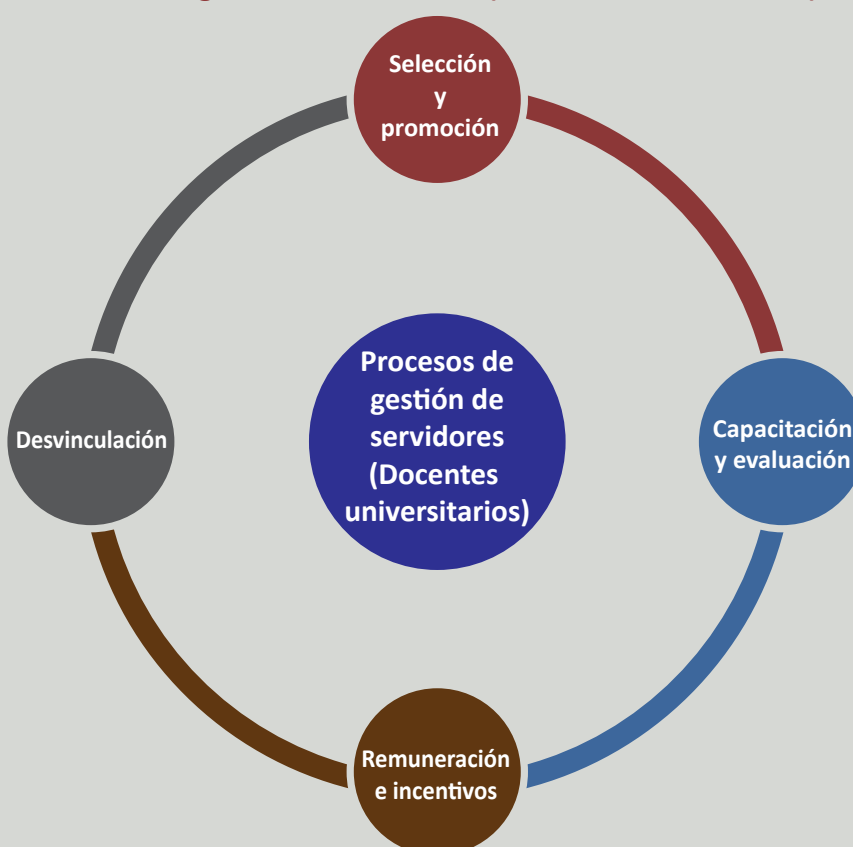 Selección
y
promoción
Procesos de
gestión de
servidores
(Docentes
universitarios)
Desvinculación
Capacitación
y evaluación
Remuneración
e incentivos